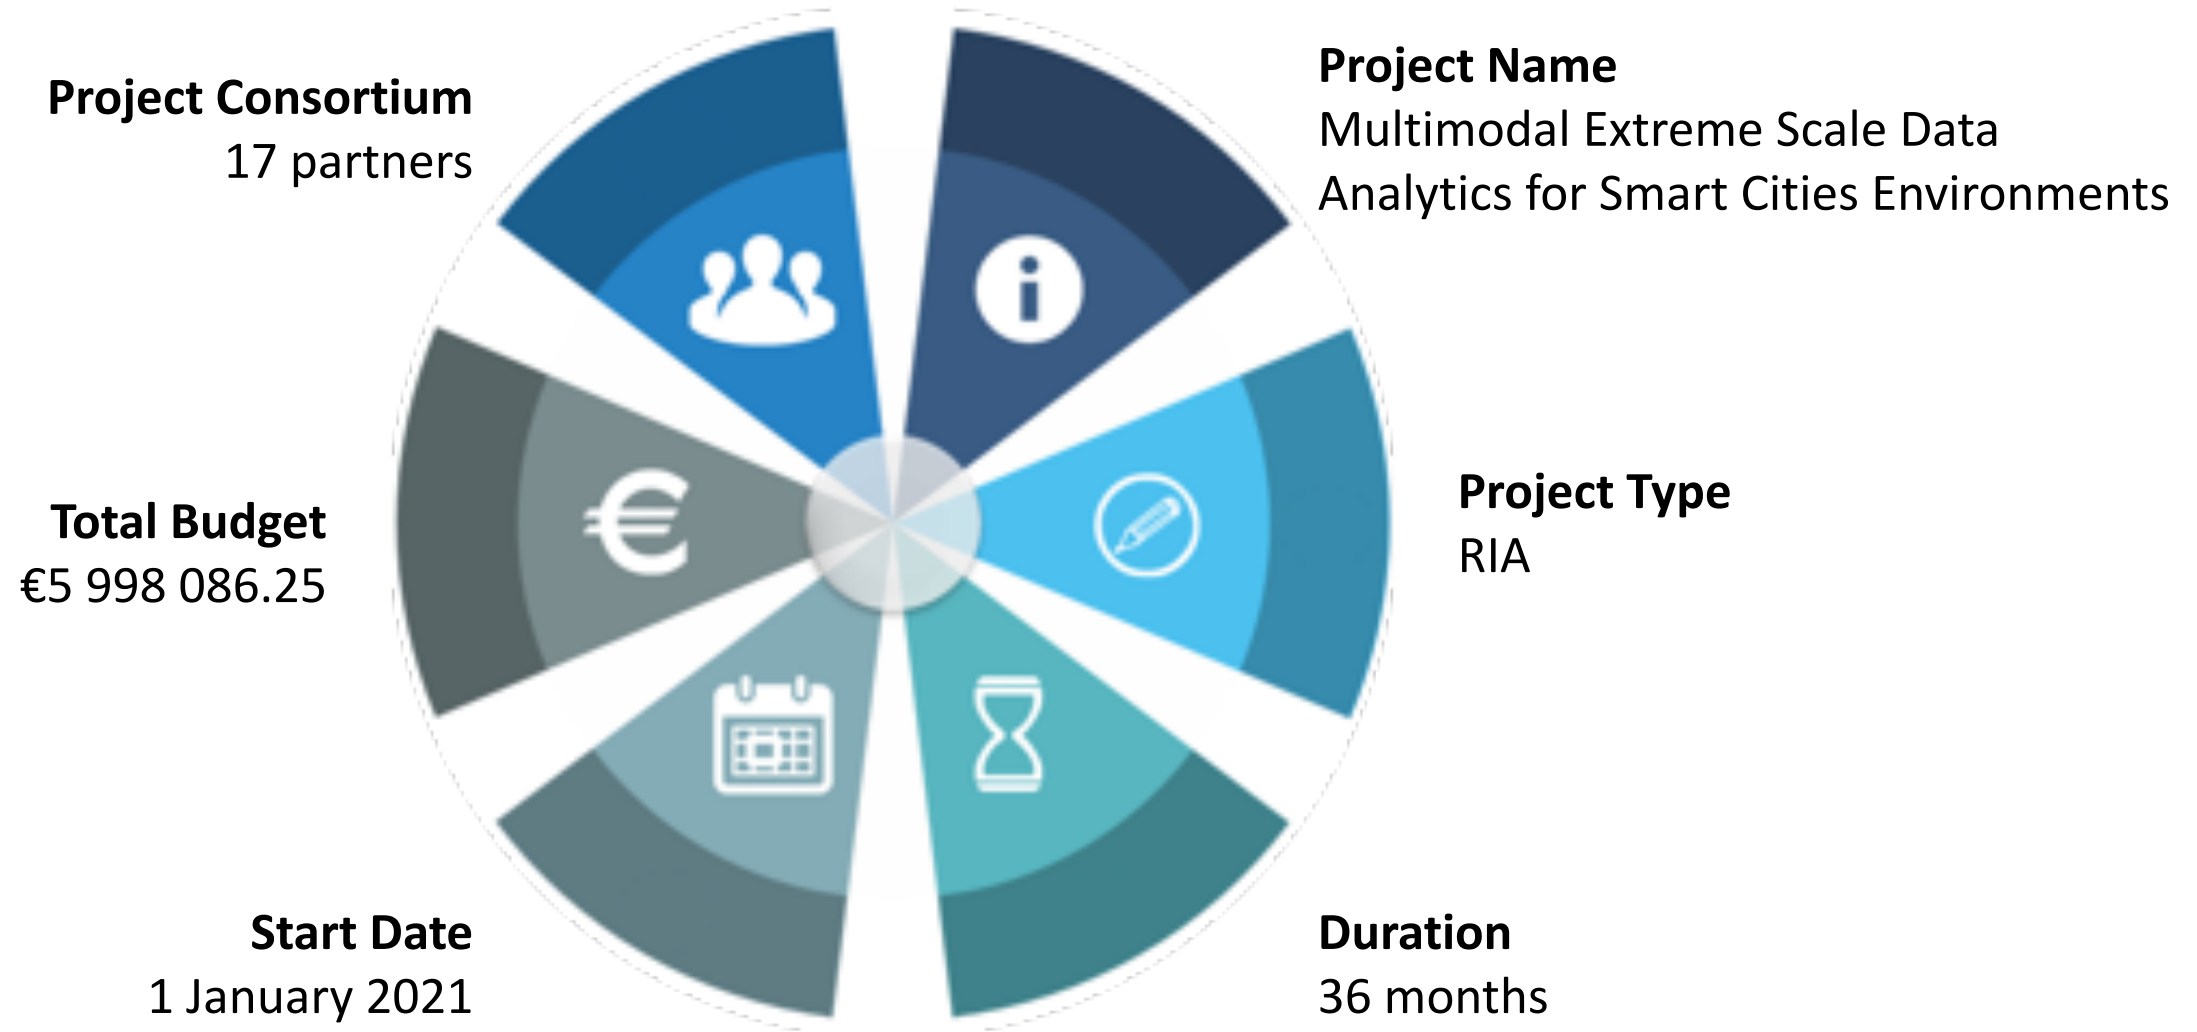 Project Consortium
17 partners
Project Name
Multimodal Extreme Scale Data
Analytics for Smart Cities Environments
Total Budget
€5 998 086.25
Project Type
RIA
Start Date
1 January 2021
Duration
36 months